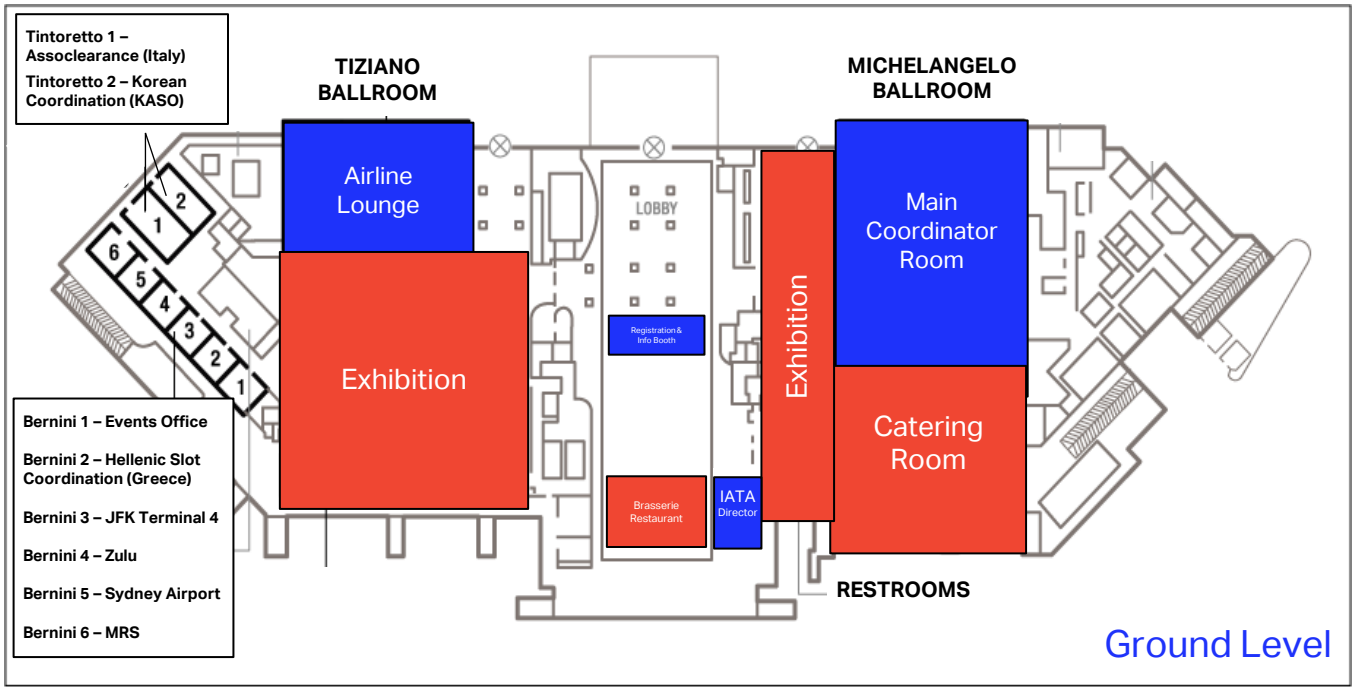 Tintoretto 1 –
Assoclearance (Italy)
Tintoretto 2 – Korean
Coordination (KASO)
TIZIANO
BALLROOM
MICHELANGELO
BALLROOM
Airline
Lounge
LOBBY
Main
Coordinator
Room
2
1
6
5
4
3
2
1
Exhibition
Registration &
Info Booth
Exhibition
Catering
Room
Brasserie
Restaurant
IATA
Director
Bernini 1 – Events Office
Bernini 2 – Hellenic Slot
Coordination (Greece)
Bernini 3 – JFK Terminal 4
Bernini 4 – Zulu
Bernini 5 – Sydney Airport
Bernini 6 – MRS
RESTROOMS
Ground Level